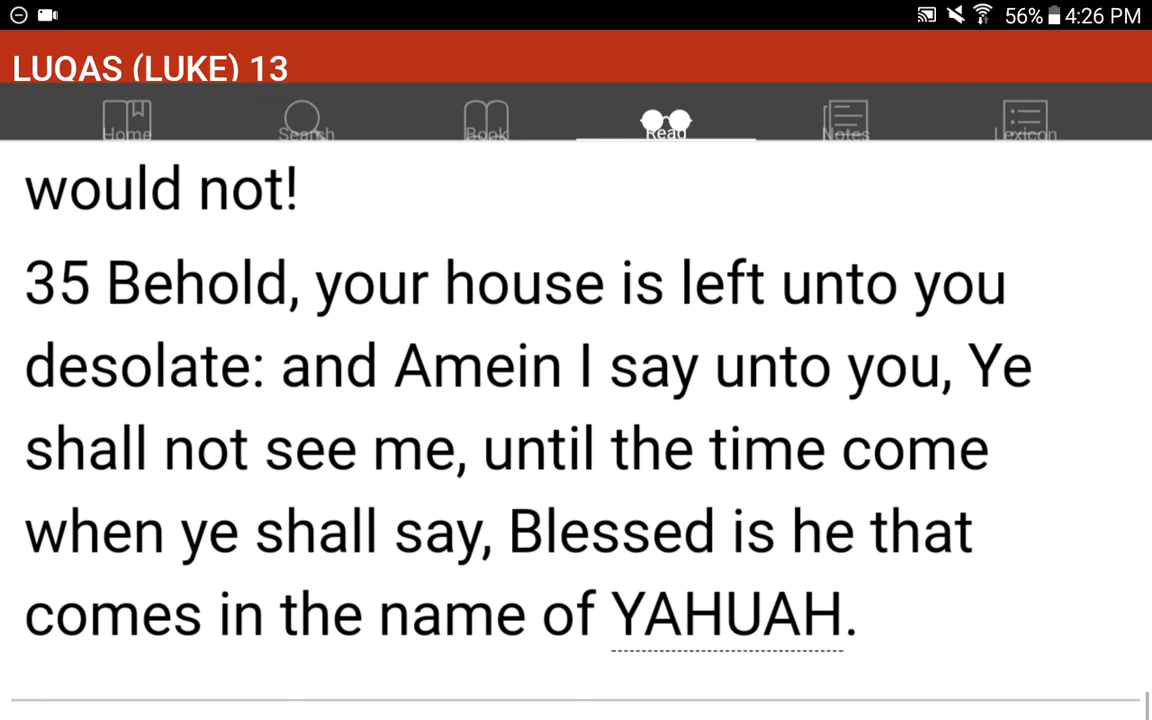 56% 4:26 PM
LUQAS (LUKE) 13
Home Search Book Read Notes Lexicon
would not!
35 Behold, your house is left unto you
desolate: and Amein I say unto you, Ye
shall not see me, until the time come
when ye shall say, Blessed is he that
comes in the name of YAHUAH.